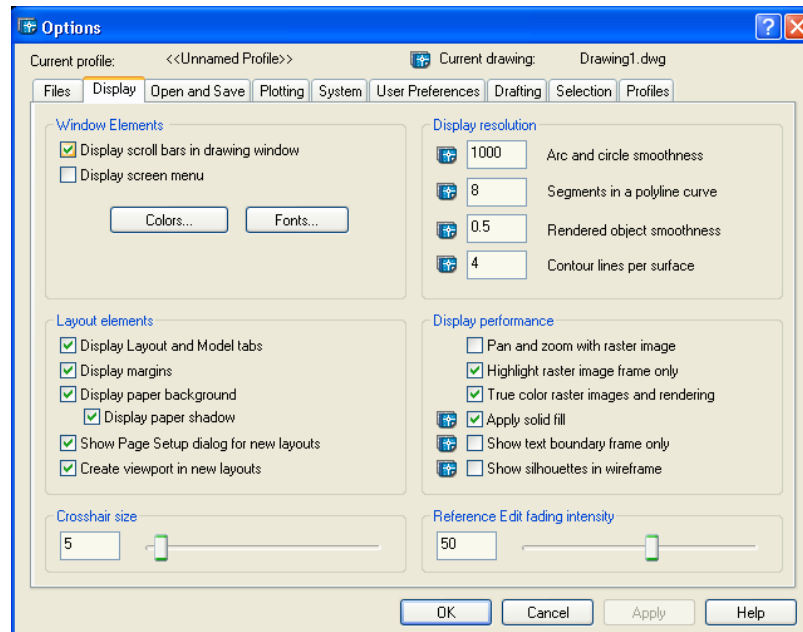 Options
Current profile: <<Unnamed Profile>> Current drawing: Drawing1.dwg
Files Display Open and Save Plotting System User Preferences Drafting Selection Profiles
Window Elements
Display scroll bars in drawing window
Display screen menu
Colors... Fonts...
Display resolution
1000 Arc and circle smoothness
8 Segments in a polyline curve
0.5 Rendered object smoothness
4 Contour lines per surface
Layout elements
Display Layout and Model tabs
Display margins
Display paper background
Display paper shadow
Show Page Setup dialog for new layouts
Create viewport in new layouts
Display performance
Pan and zoom with raster image
Highlight raster image frame only
True color raster images and rendering
Apply solid fill
Show text boundary frame only
Show silhouettes in wireframe
Crosshair size
5
Reference Edit fading intensity
50
OK Cancel Apply Help